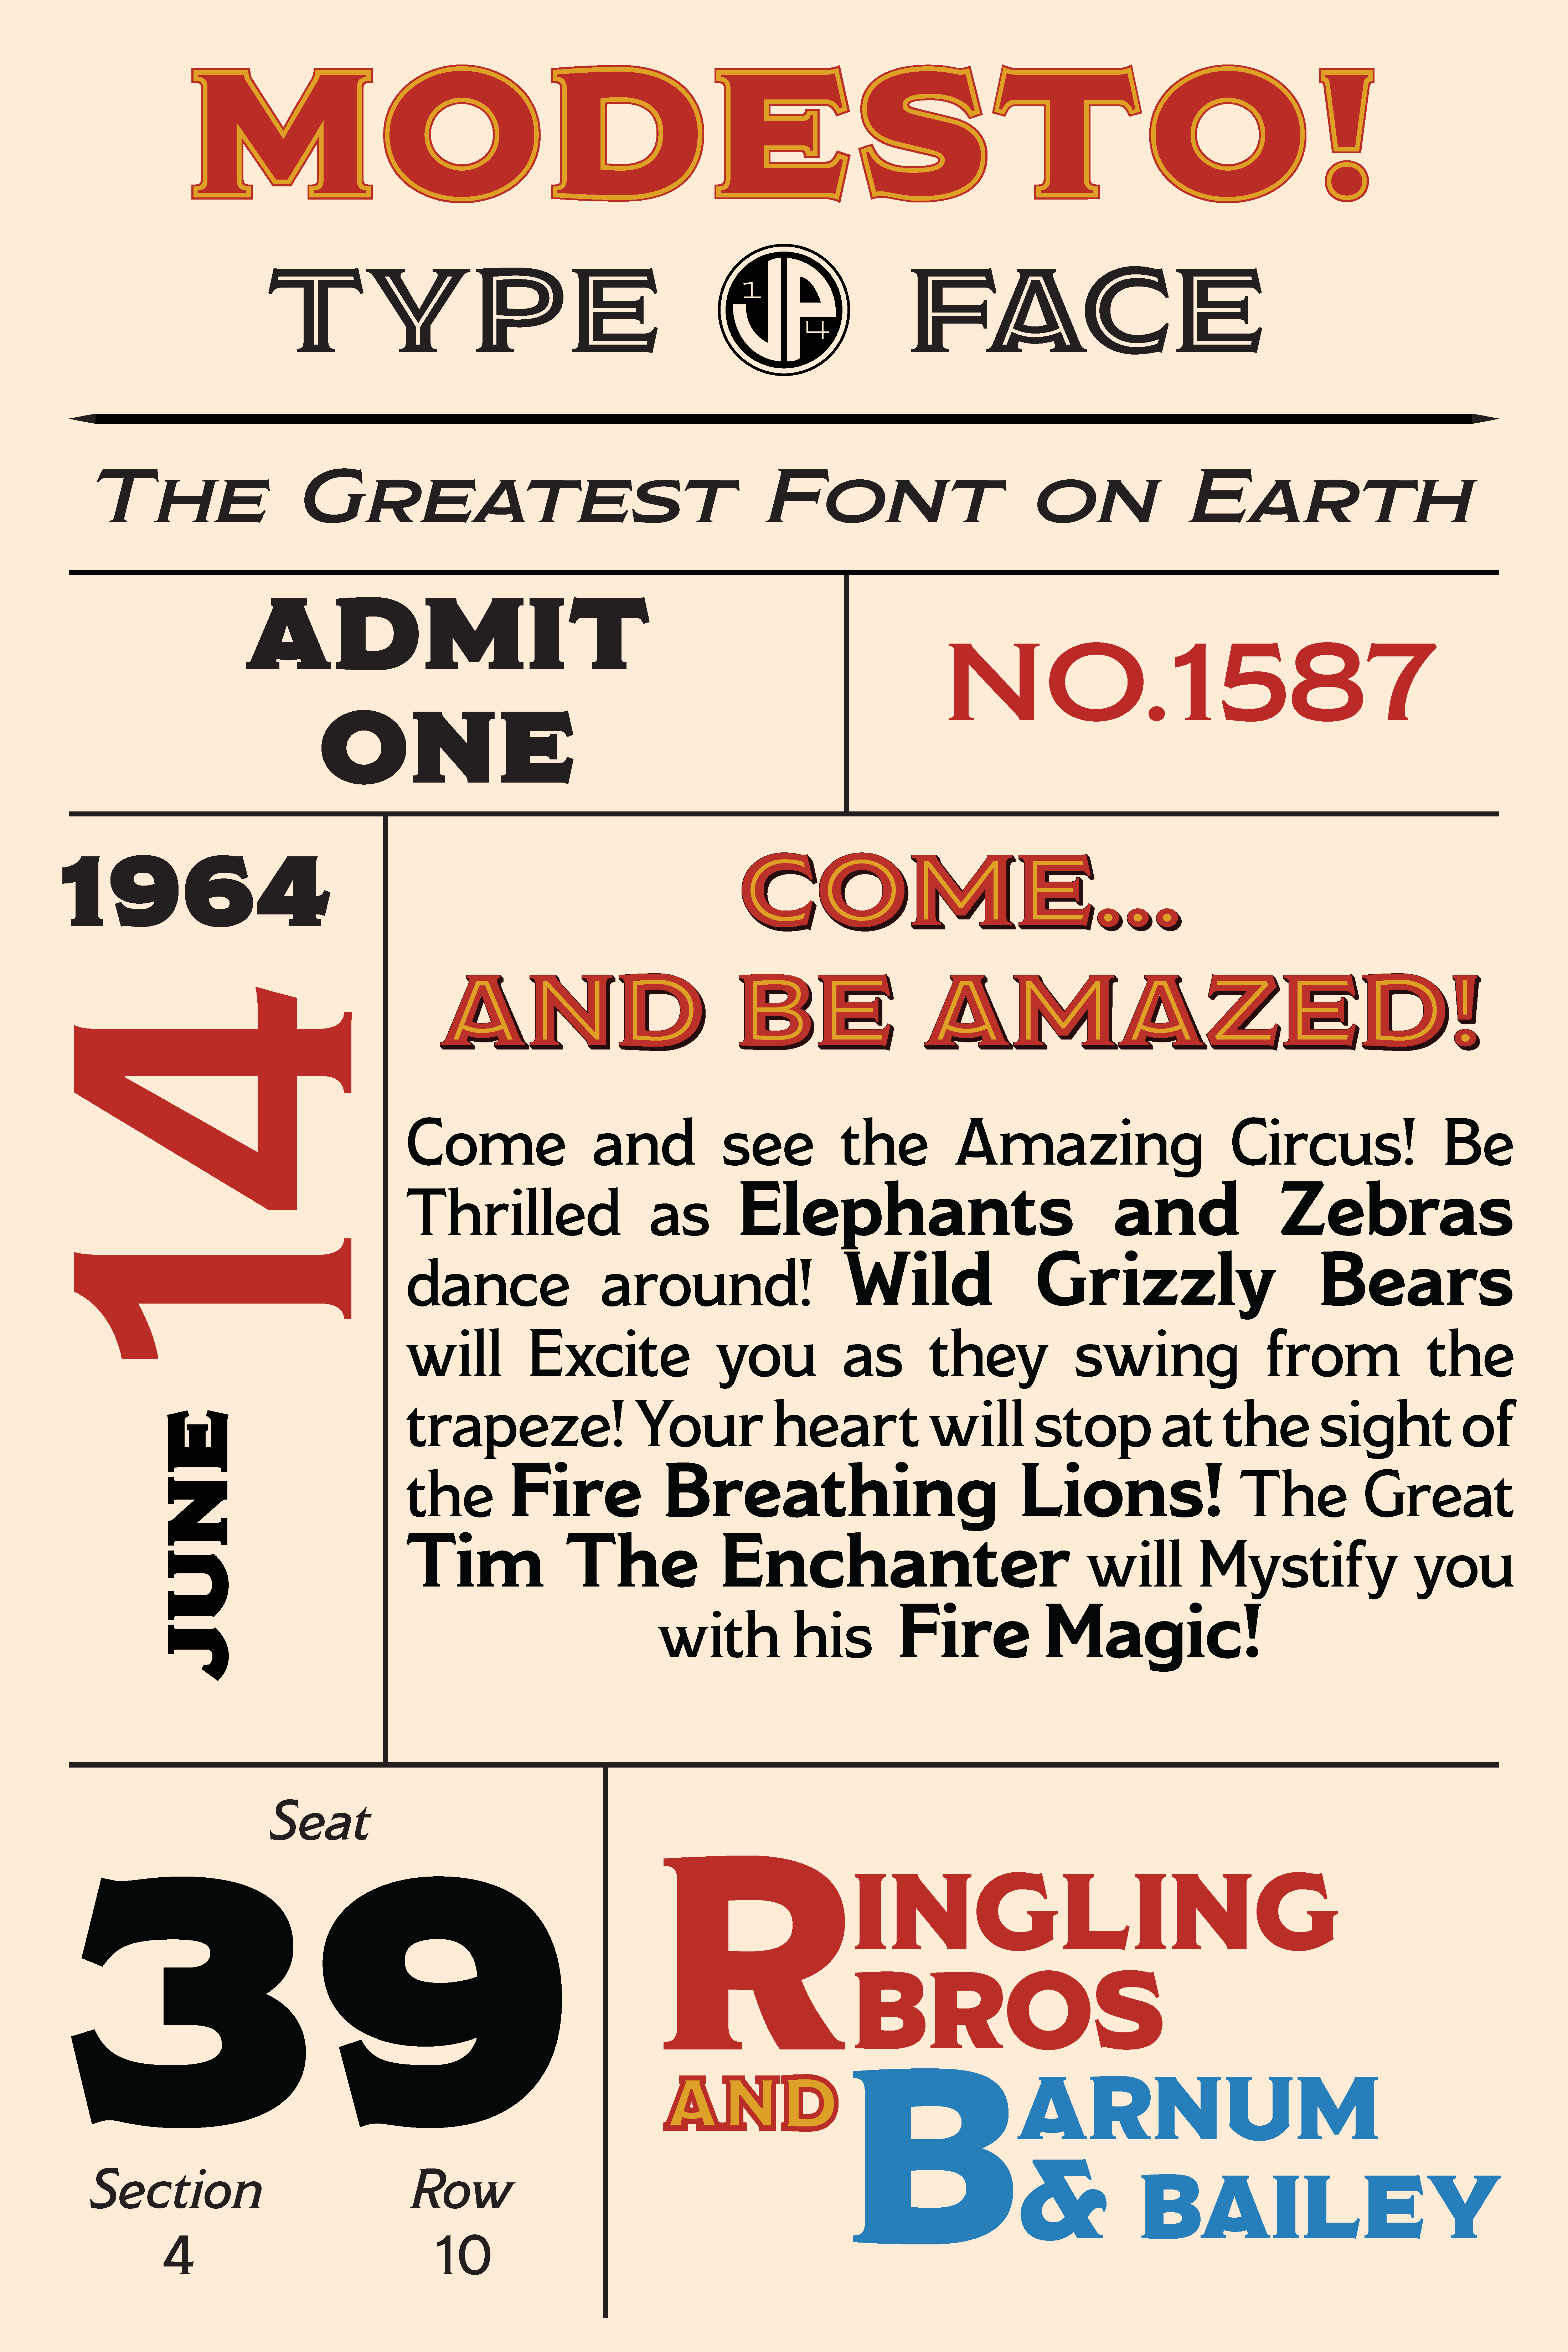 MODESTO!
TYPE 1 JP 4 FACE
THE GREATEST FONT ON EARTH
ADMIT
ONE
NO.1587
1964
JUNE 14
COME...
AND BE AMAZED!
Come and see the Amazing Circus! Be
Thrilled as Elephants and Zebras
dance around! Wild Grizzly Bears
will Excite you as they swing from the
trapeze! Your heart will stop at the sight of
the Fire Breathing Lions! The Great
Tim The Enchanter will Mystify you
with his Fire Magic!
Seat
39
Section
4
Row
10
RINGLING
BROS
AND
BARNUM
& BAILEY